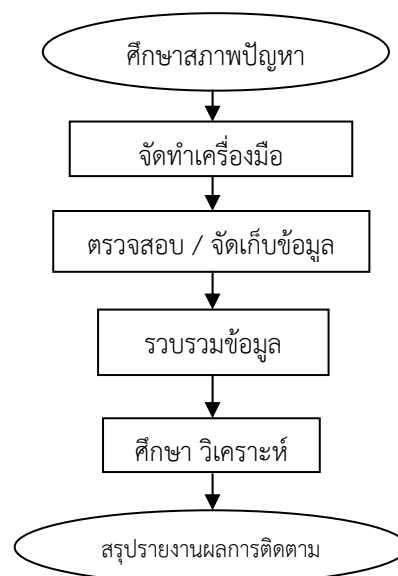 ศึกษาสภาพปัญหา
จัดทำเครื่องมือ
ตรวจสอบ / จัดเก็บข้อมูล
รวบรวมข้อมูล
ศึกษา วิเคราะห์
สรุปรายงานผลการติดตาม